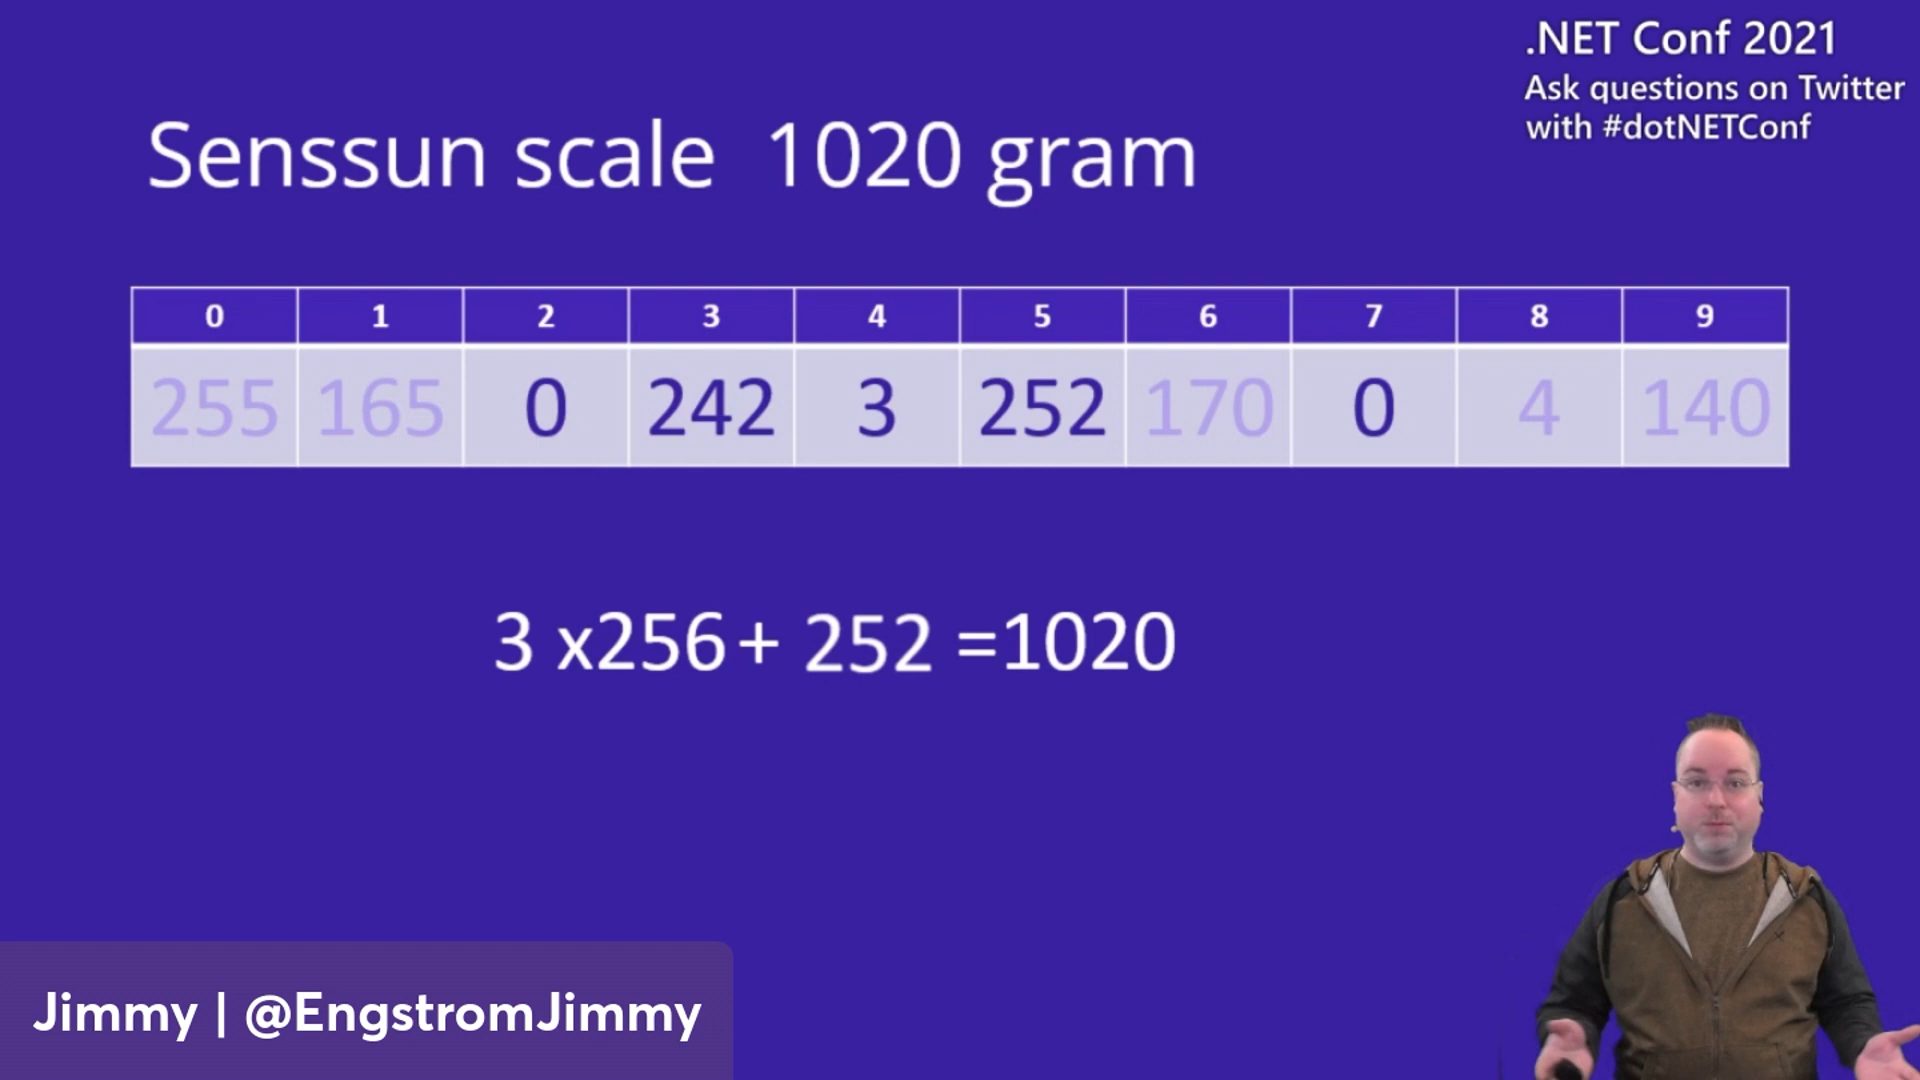 .NET Conf 2021
Ask questions on Twitter
with #dotNETConf
Senssun scale 1020 gram
0 1 2 3 4 5 6 7 8 9
255 165 0 242 3 252 170 0 4 140
3 x256+ 252 =1020
Jimmy | @EngstromJimmy